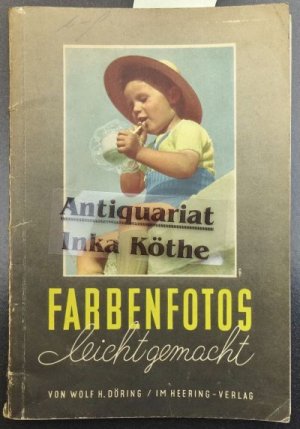 Antiquariat
Inka Köthe
FARBENFOTOS
leicht gemacht
VON WOLF H. DÖRING / IM HEERING-VERLAG